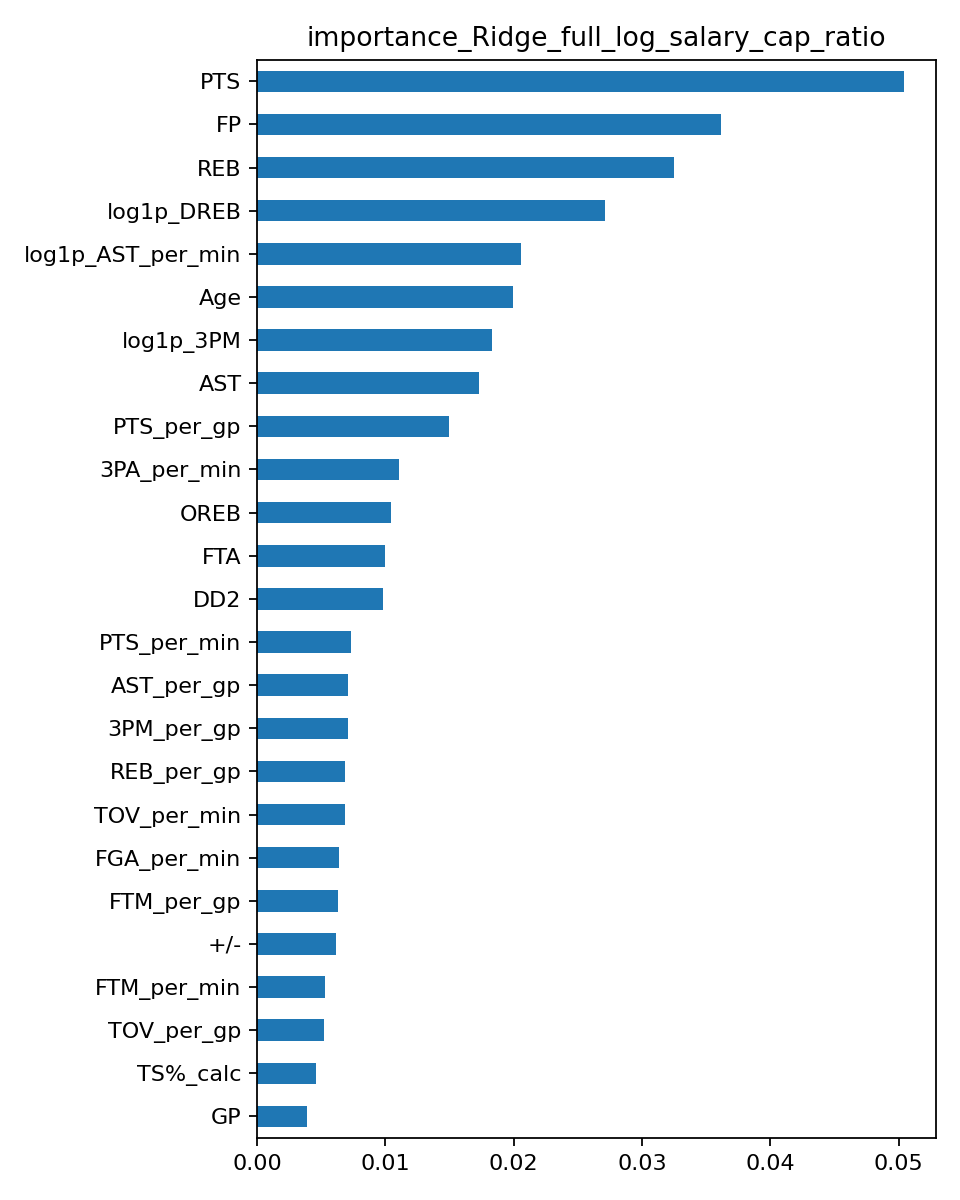 importance_Ridge_full_log_salary_cap_ratio
PTS
FP
REB
log1p_DREB
log1p_AST_per_min
Age
log1p_3PM
AST
PTS_per_gp
3PA_per_min
OREB
FTA
DD2
PTS_per_min
AST_per_gp
3PM_per_gp
REB_per_gp
TOV_per_min
FGA_per_min
FTM_per_gp
+/-
FTM_per_min
TOV_per_gp
TS%_calc
GP
0.00 0.01 0.02 0.03 0.04 0.05